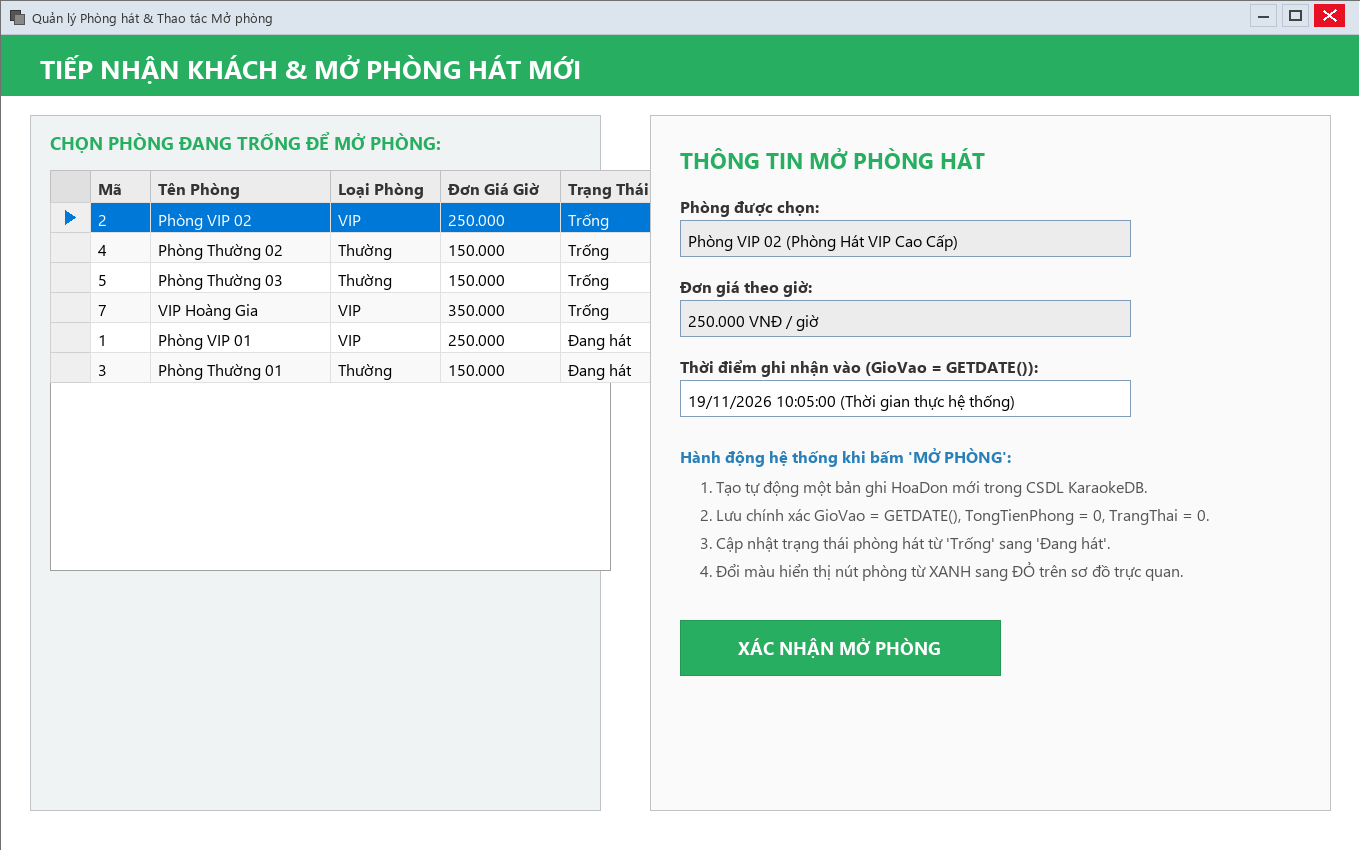 Quản lý Phòng hát & Thao tác Mở phòng
TIẾP NHẬN KHÁCH & MỞ PHÒNG HÁT MỚI
CHỌN PHÒNG ĐANG TRỐNG ĐỂ MỞ PHÒNG:
Mã Tên Phòng Loại Phòng Đơn Giá Giờ Trạng Thái
2 Phòng VIP 02 VIP 250.000 Trống
4 Phòng Thường 02 Thường 150.000 Trống
5 Phòng Thường 03 Thường 150.000 Trống
7 VIP Hoàng Gia VIP 350.000 Trống
1 Phòng VIP 01 VIP 250.000 Đang hát
3 Phòng Thường 01 Thường 150.000 Đang hát
THÔNG TIN MỞ PHÒNG HÁT
Phòng được chọn:
Phòng VIP 02 (Phòng Hát VIP Cao Cấp)
Đơn giá theo giờ:
250.000 VNĐ / giờ
Thời điểm ghi nhận vào (GioVao = GETDATE()):
19/11/2026 10:05:00 (Thời gian thực hệ thống)
Hành động hệ thống khi bấm 'MỞ PHÒNG':
1. Tạo tự động một bản ghi HoaDon mới trong CSDL KaraokeDB.
2. Lưu chính xác GioVao = GETDATE(), TongTienPhong = 0, TrangThai = 0.
3. Cập nhật trạng thái phòng hát từ 'Trống' sang 'Đang hát'.
4. Đổi màu hiển thị nút phòng từ XANH sang ĐỎ trên sơ đồ trực quan.
XÁC NHẬN MỞ PHÒNG